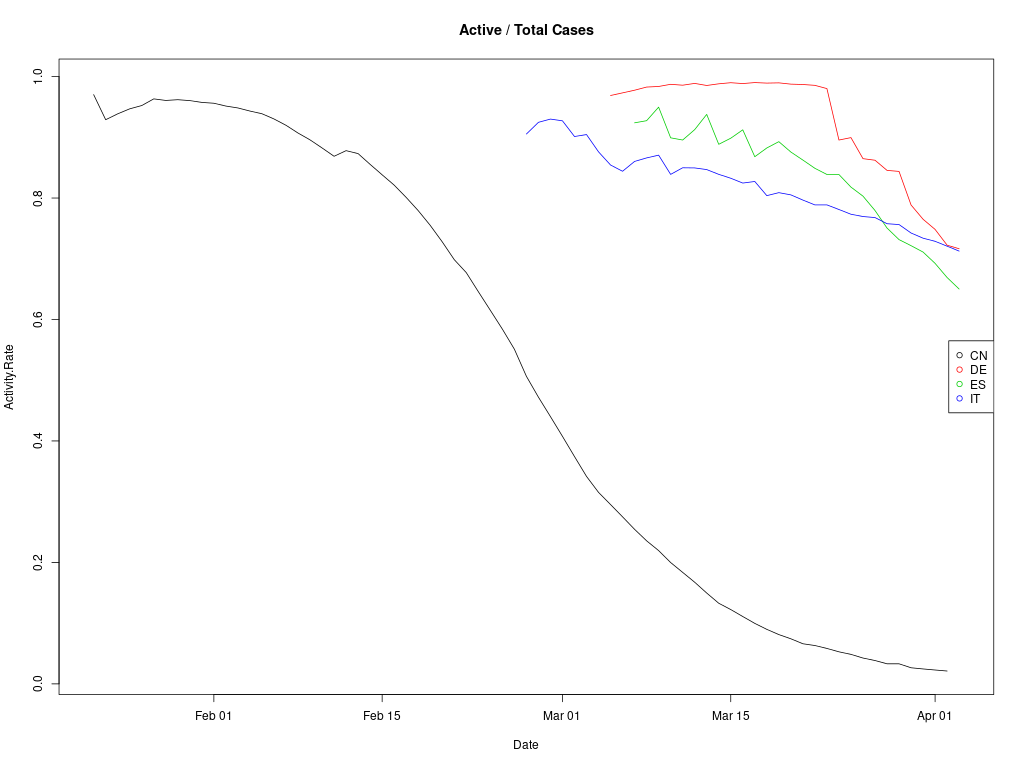 Active / Total Cases
Activity.Rate
1.0
0.8
0.6
0.4
0.2
0.0
CN
DE
ES
IT
Feb 01
Feb 15
Mar 01
Mar 15
Apr 01
Date